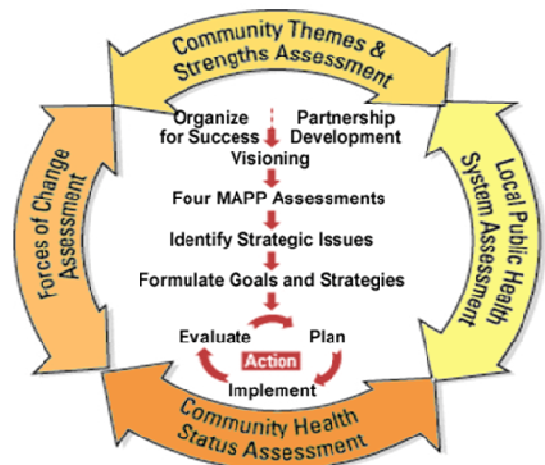 Community Themes &
Strengths Assessment
Organize
for Success
Partnership
Development
Visioning
Four MAPP Assessments
Identify Strategic Issues
Formulate Goals and Strategies
Evaluate
Plan
Action
Implement
Forces of Change
Assessment
Local Public Health
System Assessment
Community Health
Status Assessment